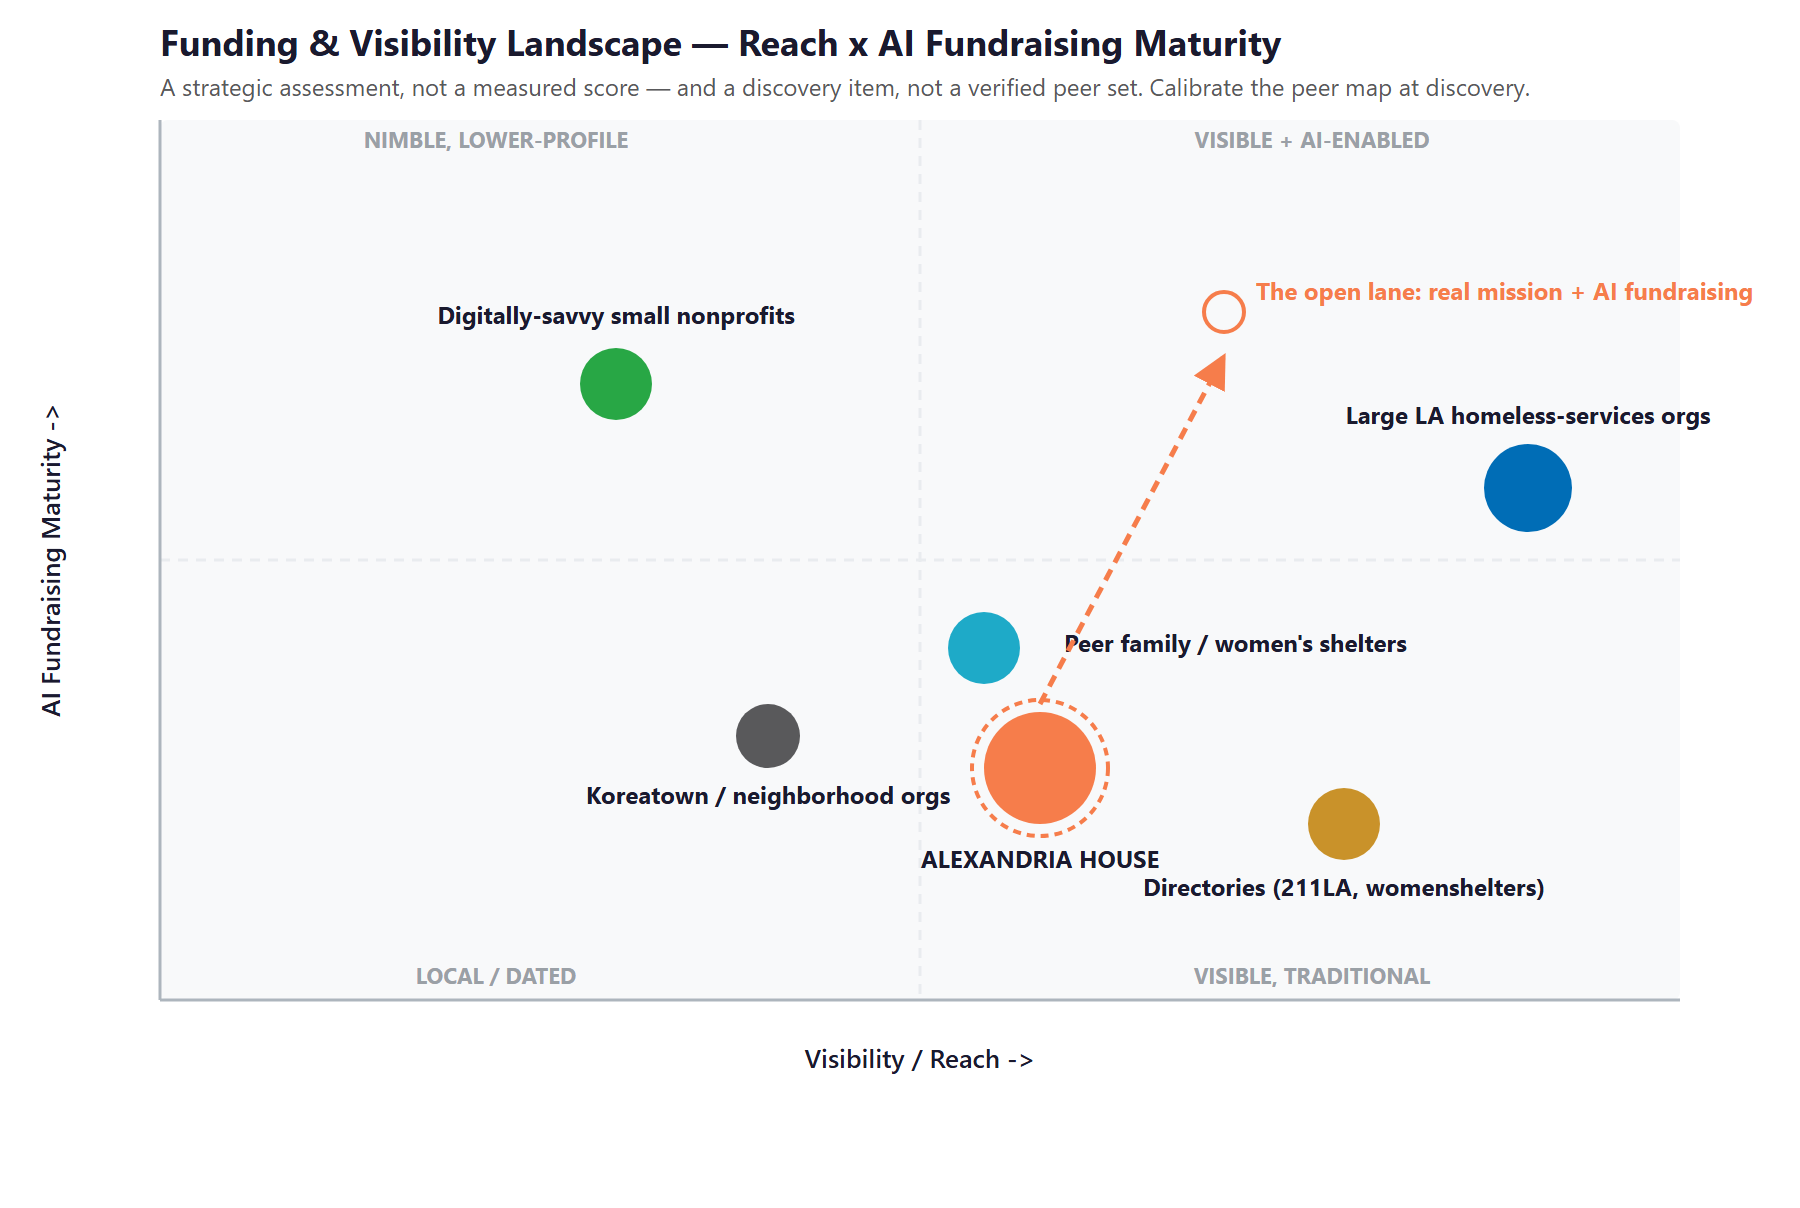 Funding & Visibility Landscape — Reach x AI Fundraising Maturity
A strategic assessment, not a measured score — and a discovery item, not a verified peer set. Calibrate the peer map at discovery.
NIMBLE, LOWER-PROFILE
VISIBLE + AI-ENABLED
The open lane: real mission + AI fundraising
Digitally-savvy small nonprofits
Large LA homeless-services orgs
AI Fundraising Maturity ->
Peer family / women's shelters
Koreatown / neighborhood orgs
ALEXANDRIA HOUSE
Directories (211LA, womenshelters)
LOCAL / DATED
VISIBLE, TRADITIONAL
Visibility / Reach ->